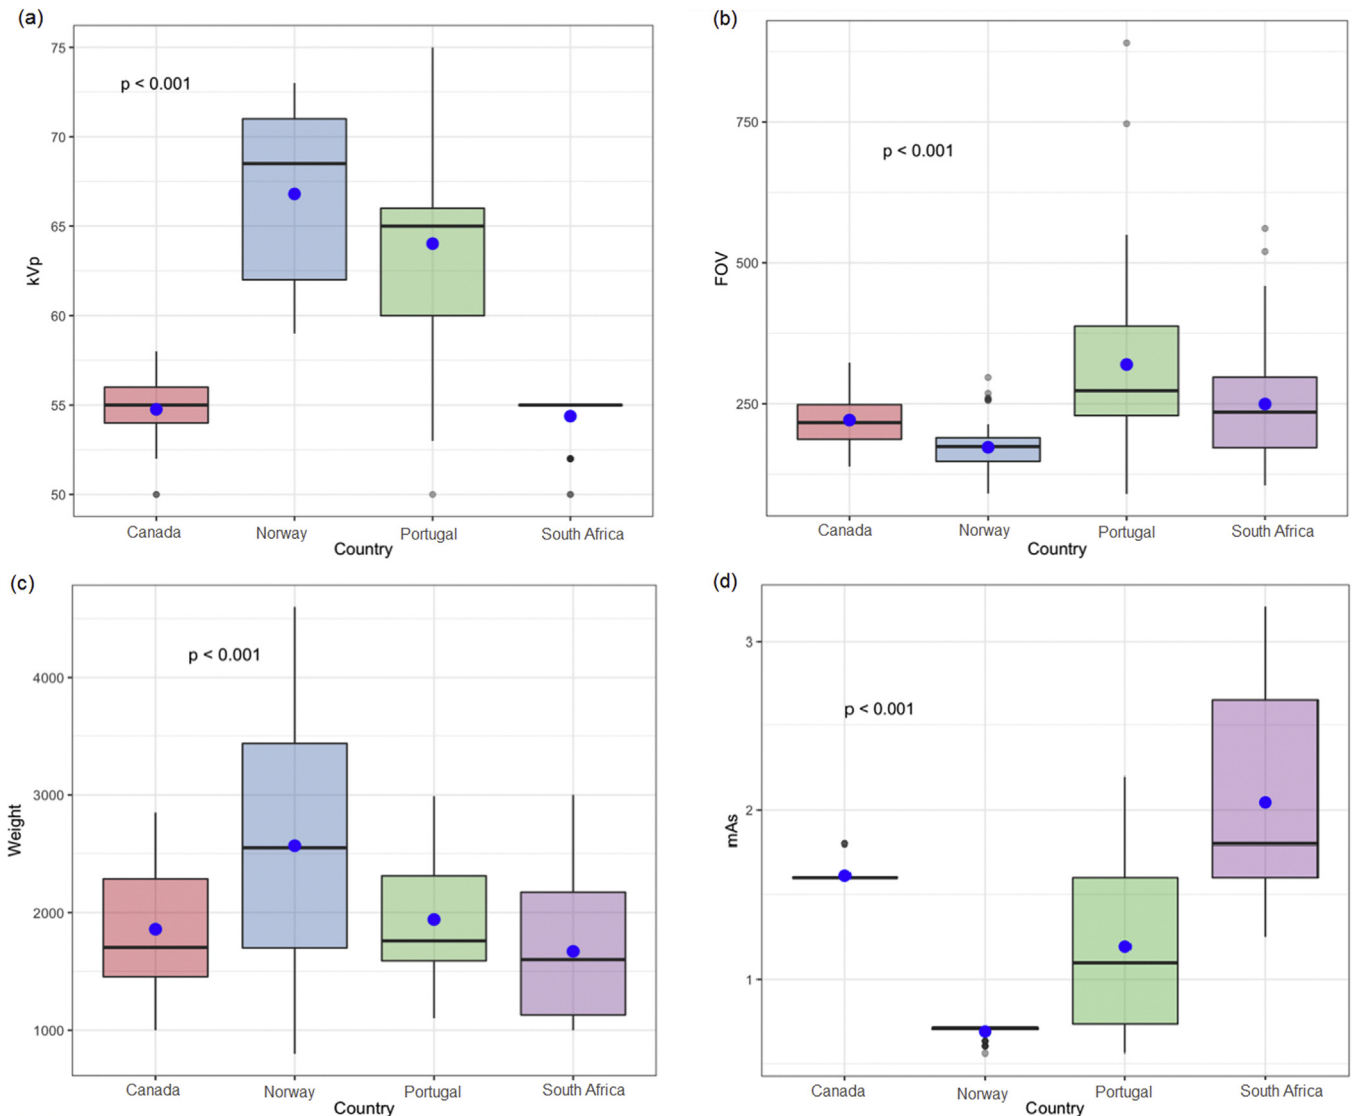 (a)
75
70
65
60
55
50
kVp
p < 0.001
Canada
Norway
Portugal
South Africa
Country
(b)
750
500
250
FOV
p < 0.001
Canada
Norway
Portugal
South Africa
Country
(c)
4000
3000
2000
1000
Weight
p < 0.001
Canada
Norway
Portugal
South Africa
Country
(d)
3
2
1
mAs
p < 0.001
Canada
Norway
Portugal
South Africa
Country